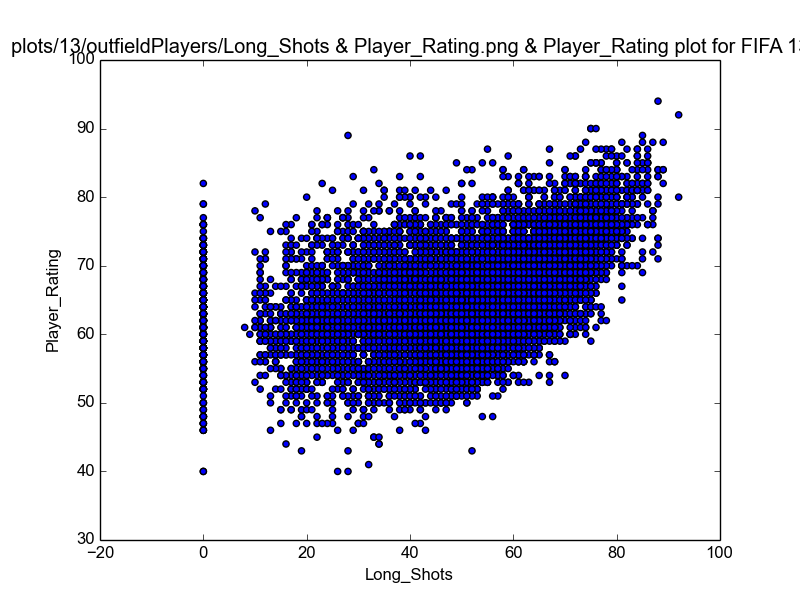 plots/13/outfieldPlayers/Long_Shots & Player_Rating.png & Player_Rating plot for FIFA 13
100
90
80
70
60
50
40
30
Player_Rating
−20 0 20 40 60 80 100
Long_Shots